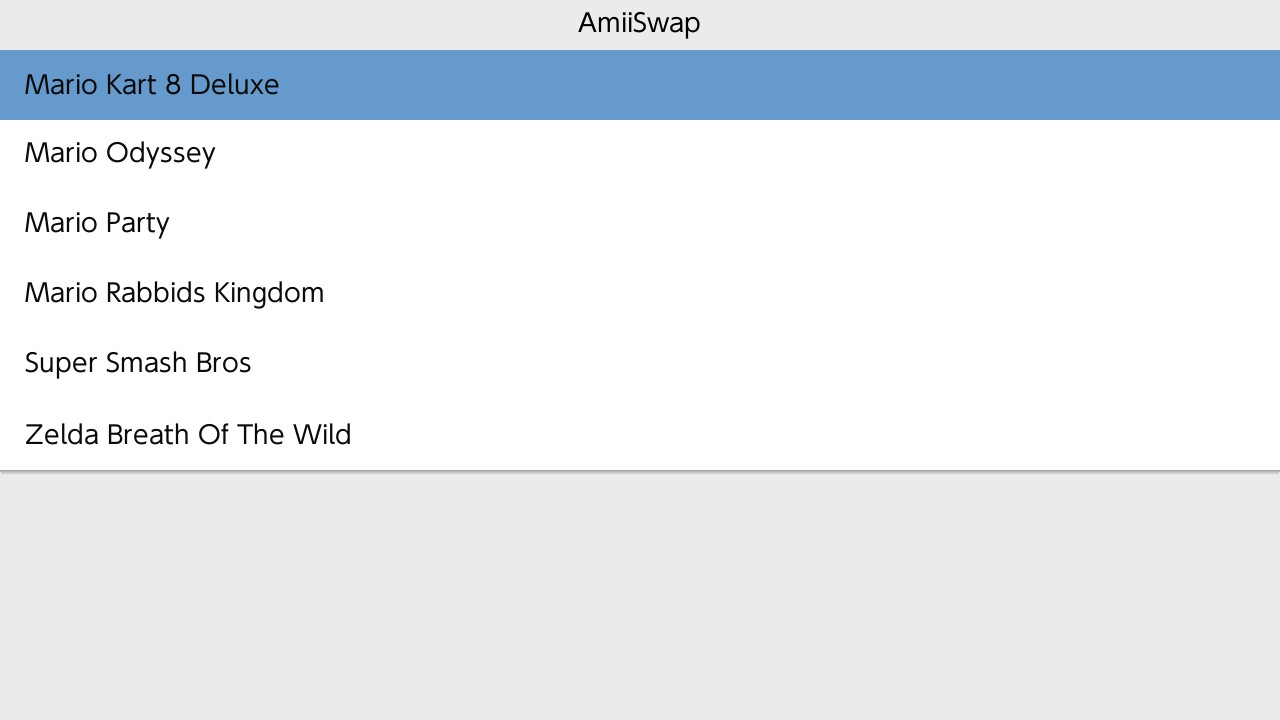 AmiiSwap
Mario Kart 8 Deluxe
Mario Odyssey
Mario Party
Mario Rabbids Kingdom
Super Smash Bros
Zelda Breath Of The Wild